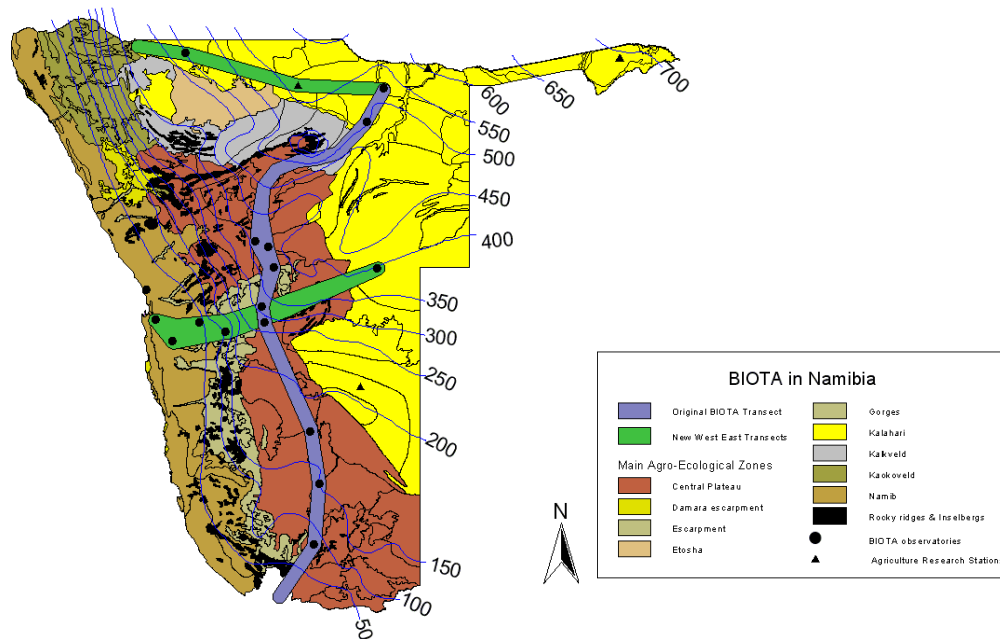 700
650
600
550
500
450
400
350
300
250
200
150
100
50
N
BIOTA in Namibia
Original BIOTA Transect
New West East Transects
Main Agro-Ecological Zones
Central Plateau
Damara escarpment
Escarpment
Etosha
Gorges
Kalahari
Kalkveld
Kaokoveld
Namib
Rocky ridges & Inselbergs
BIOTA observatories
Agriculture Research Stations